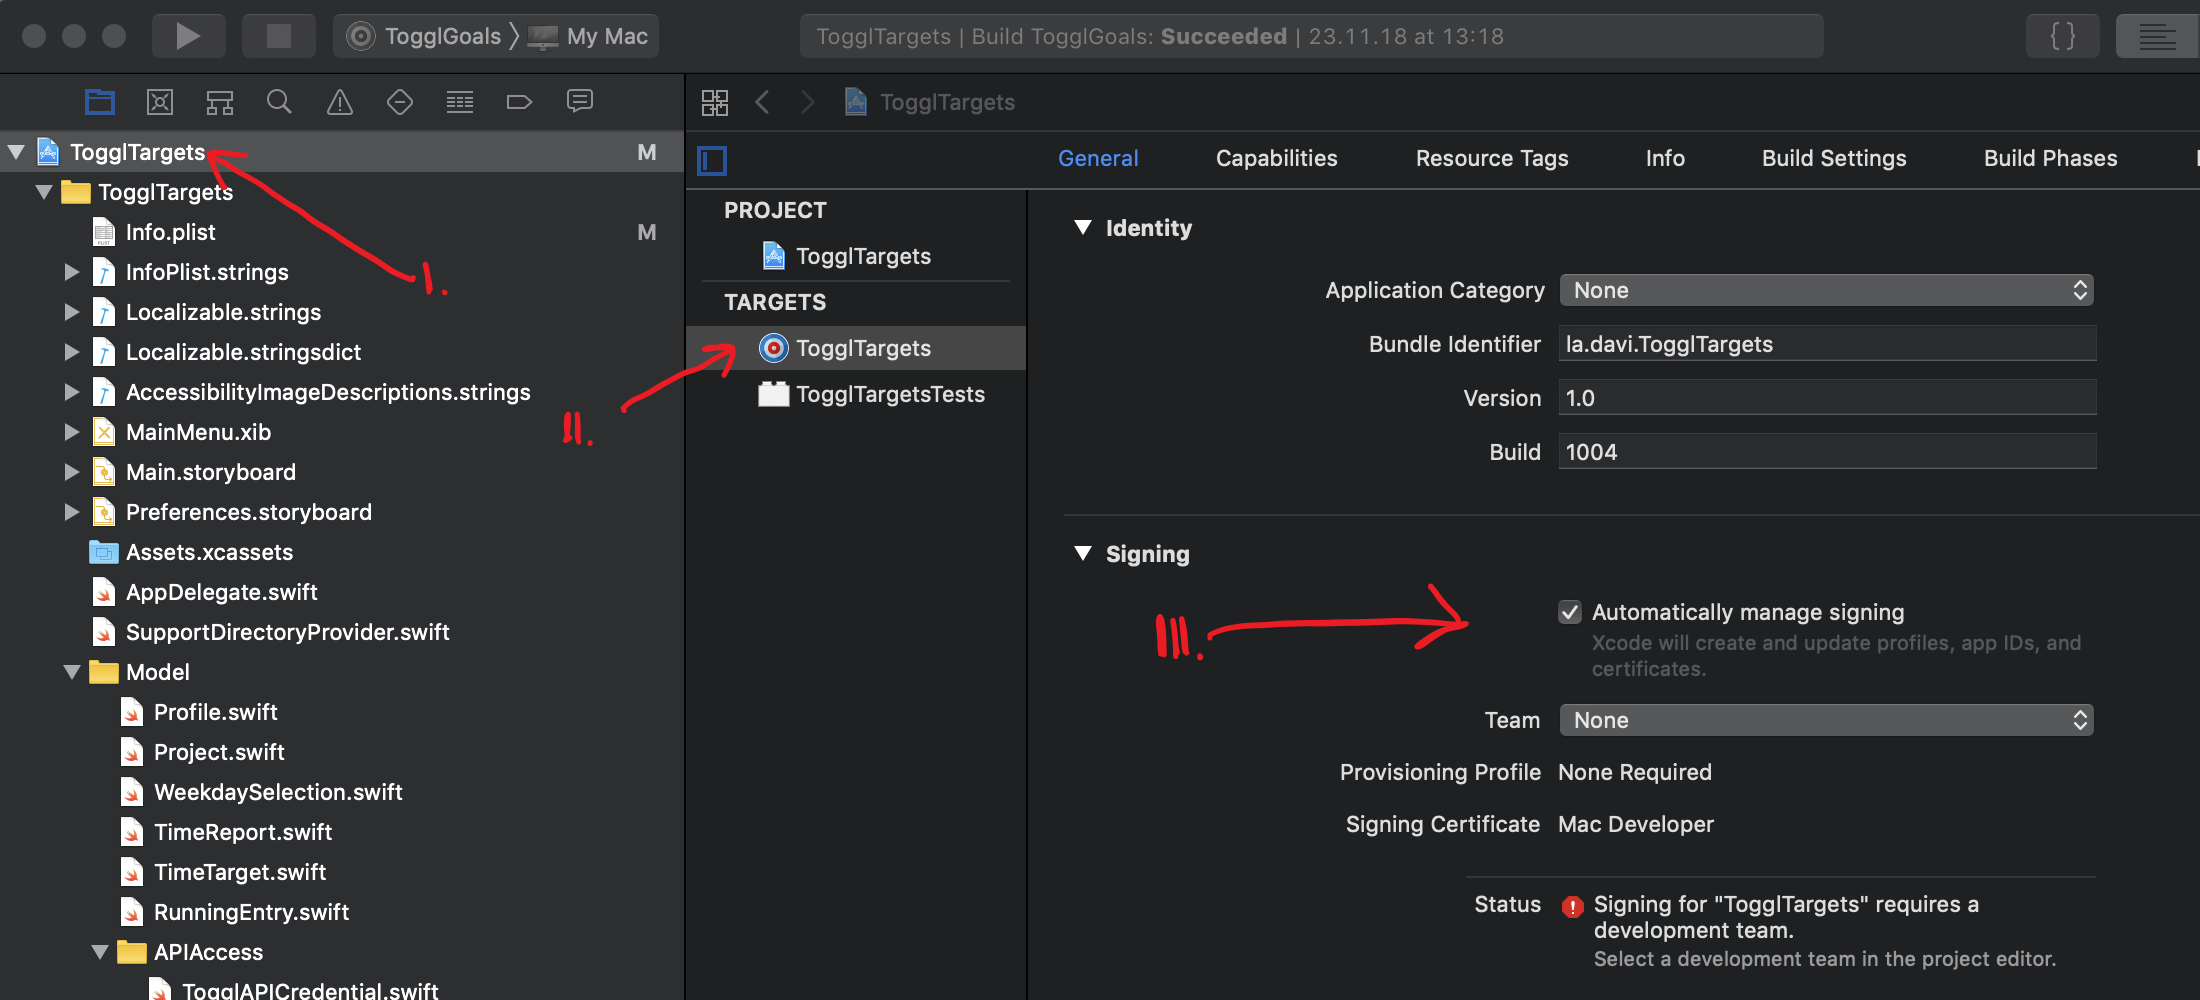 TogglGoals My Mac
TogglTargets | Build TogglGoals: Succeeded | 23.11.18 at 13:18
{ }
TogglTargets M
TogglTargets
Info.plist M
InfoPlist.strings
Localizable.strings
Localizable.stringsdict
AccessibilityImageDescriptions.strings
MainMenu.xib
Main.storyboard
Preferences.storyboard
Assets.xcassets
AppDelegate.swift
SupportDirectoryProvider.swift
Model
Profile.swift
Project.swift
WeekdaySelection.swift
TimeReport.swift
TimeTarget.swift
RunningEntry.swift
APIAccess
TogglAPICredential.swift
I.
II.
TogglTargets
General Capabilities Resource Tags Info Build Settings Build Phases
PROJECT
TogglTargets
TARGETS
TogglTargets
TogglTargetsTests
Identity
Application Category None
Bundle Identifier la.davi.TogglTargets
Version 1.0
Build 1004
Signing
III.
Automatically manage signing
Xcode will create and update profiles, app IDs, and
certificates.
Team None
Provisioning Profile None Required
Signing Certificate Mac Developer
Status Signing for "TogglTargets" requires a
development team.
Select a development team in the project editor.